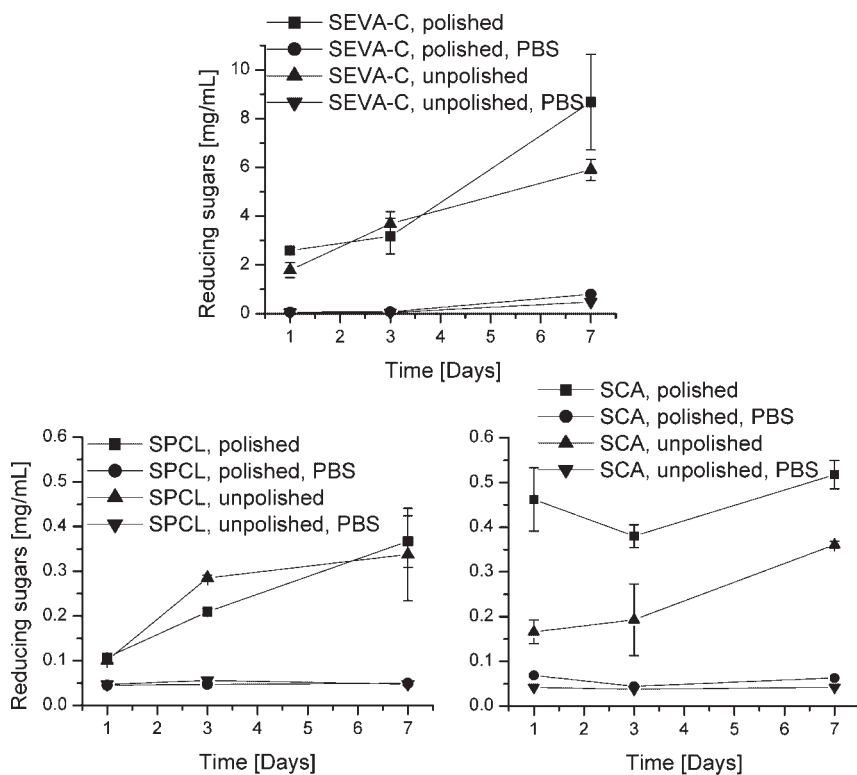 SEVA-C, polished
SEVA-C, polished, PBS
SEVA-C, unpolished
SEVA-C, unpolished, PBS
Reducing sugars [mg/mL]
10
8
6
4
2
0
1 2 3 4 5 6 7
Time [Days]
SPCL, polished
SPCL, polished, PBS
SPCL, unpolished
SPCL, unpolished, PBS
Reducing sugars [mg/mL]
0.6
0.5
0.4
0.3
0.2
0.1
0.0
1 2 3 4 5 6 7
Time [Days]
SCA, polished
SCA, polished, PBS
SCA, unpolished
SCA, unpolished, PBS
0.6
0.5
0.4
0.3
0.2
0.1
0.0
1 2 3 4 5 6 7
Time [Days]